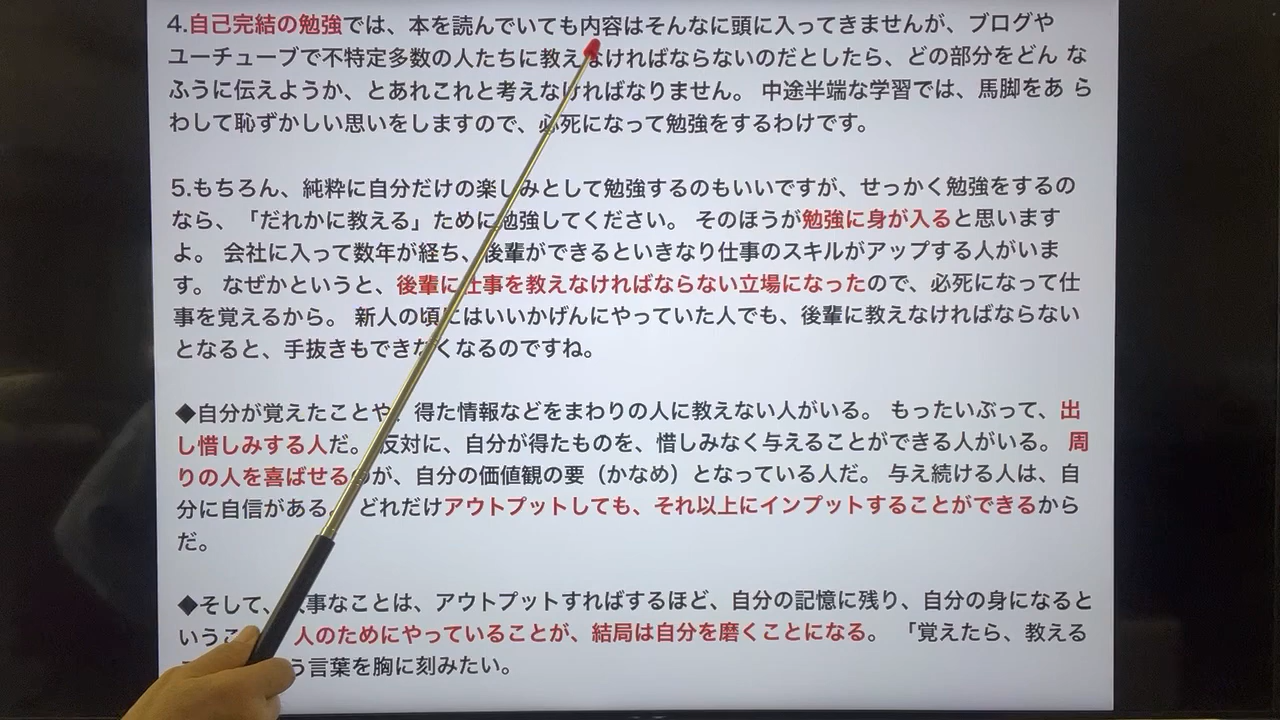 4.自己完結の勉強では、本を読んでいても内容はそんなに頭に入ってきませんが、ブログや
ユーチューブで不特定多数の人たちに教えなければならないのだとしたら、どの部分をどん な
ふうに伝えようか、とあれこれと考えなければなりません。 中途半端な学習では、馬脚をあ ら
わして恥ずかしい思いをしますので、必死になって勉強をするわけです。
5.もちろん、純粋に自分だけの楽しみとして勉強するのもいいですが、せっかく勉強をするの
なら、「だれかに教える」ために勉強してください。 そのほうが勉強に身が入ると思います
よ。 会社に入って数年が経ち、後輩ができるといきなり仕事のスキルがアップする人がいま
す。 なぜかというと、後輩に仕事を教えなければならない立場になったので、必死になって仕
事を覚えるから。 新人の頃にはいいかげんにやっていた人でも、後輩に教えなければならない
となると、手抜きもできなくなるのですね。
◆自分が覚えたことや、得た情報などをまわりの人に教えない人がいる。 もったいぶって、出
し惜しみする人だ。 反対に、自分が得たものを、惜しみなく与えることができる人がいる。 周
りの人を喜ばせるのが、自分の価値観の要（かなめ）となっている人だ。 与え続ける人は、自
分に自信がある。 どれだけアウトプットしても、それ以上にインプットすることができるから
だ。
◆そして、大事なことは、アウトプットすればするほど、自分の記憶に残り、自分の身になると
いうこ 人のためにやっていることが、結局は自分を磨くことになる。 「覚えたら、教える
う言葉を胸に刻みたい。